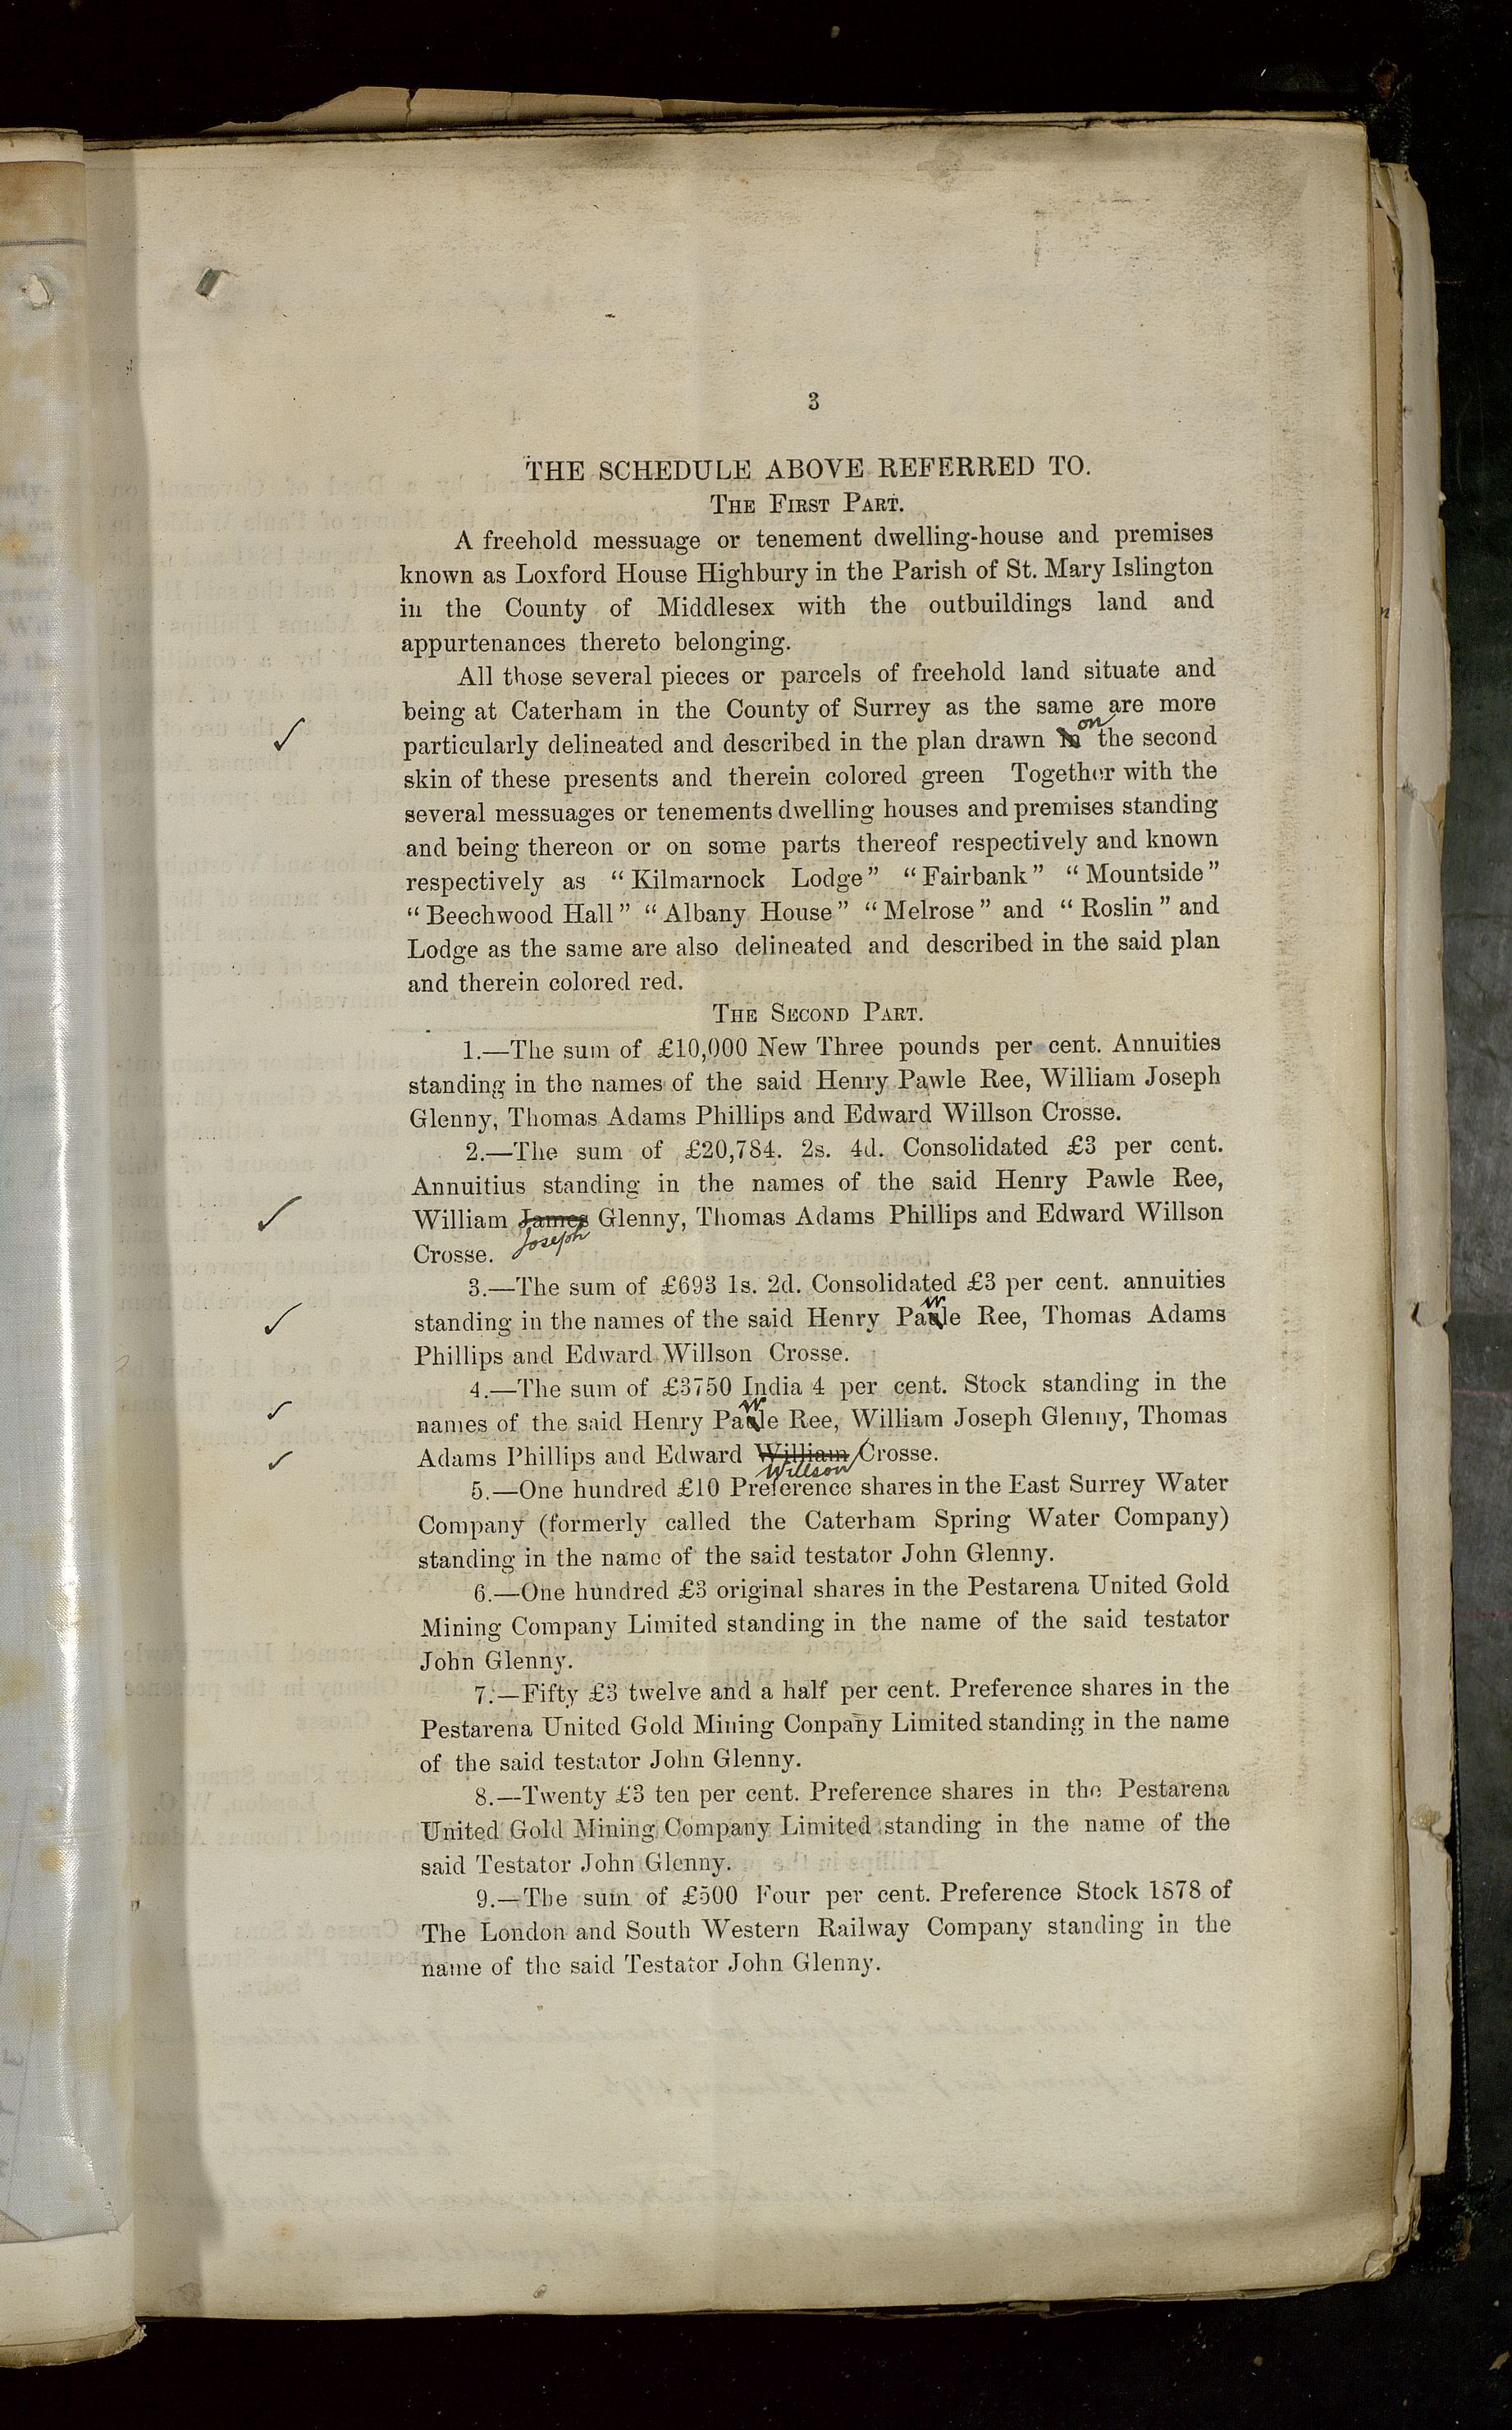 3
THE SCHEDULE ABOVE REFERRED TO.
THE FIRST PART.
A freehold messuage or tenement dwelling-house and premises
known as Loxford House Highbury in the Parish of St. Mary Islington
in the County of Middlesex with the outbuildings land and
appurtenances thereto belonging.
All those several pieces or parcels of freehold land situate and
being at Caterham in the County of Surrey as the same are more
on
particularly delineated and described in the plan drawn in the second
skin of these presents and therein colored green Together with the
several messuages or tenements dwelling houses and premises standing
and being thereon or on some parts thereof respectively and known
respectively as “Kilmarnock Lodge” “Fairbank” “Mountside”
“Beechwood Hall” “Albany House” “Melrose” and “Roslin” and
Lodge as the same are also delineated and described in the said plan
and therein colored red.
THE SECOND PART.
1.—The sum of £10,000 New Three pounds per cent. Annuities
standing in the names of the said Henry Pawle Ree, William Joseph
Glenny, Thomas Adams Phillips and Edward Willson Crosse.
2.—The sum of £20,784. 2s. 4d. Consolidated £3 per cent.
Annuitius standing in the names of the said Henry Pawle Ree,
William James Glenny, Thomas Adams Phillips and Edward Willson
Joseph
Crosse.
3.—The sum of £693 1s. 2d. Consolidated £3 per cent. annuities
w
standing in the names of the said Henry Paule Ree, Thomas Adams
Phillips and Edward Willson Crosse.
4.—The sum of £3750 India 4 per cent. Stock standing in the
w
names of the said Henry Paule Ree, William Joseph Glenny, Thomas
Adams Phillips and Edward William Crosse.
Willson
5.—One hundred £10 Preference shares in the East Surrey Water
Company (formerly called the Caterham Spring Water Company)
standing in the name of the said testator John Glenny.
6.—One hundred £3 original shares in the Pestarena United Gold
Mining Company Limited standing in the name of the said testator
John Glenny.
7.—Fifty £3 twelve and a half per cent. Preference shares in the
Pestarena United Gold Mining Conpany Limited standing in the name
of the said testator John Glenny.
8.—Twenty £3 ten per cent. Preference shares in the Pestarena
United Gold Mining Company Limited standing in the name of the
said Testator John Glenny.
9.—The sum of £500 Four per cent. Preference Stock 1878 of
The London and South Western Railway Company standing in the
name of the said Testator John Glenny.